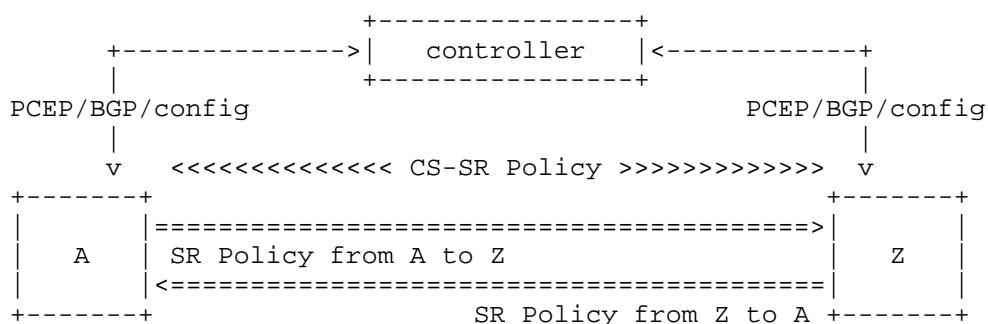 controller
PCEP/BGP/config PCEP/BGP/config
<<<<<<<<<<<<< CS-SR Policy >>>>>>>>>>>>>
A SR Policy from A to Z Z
SR Policy from Z to A